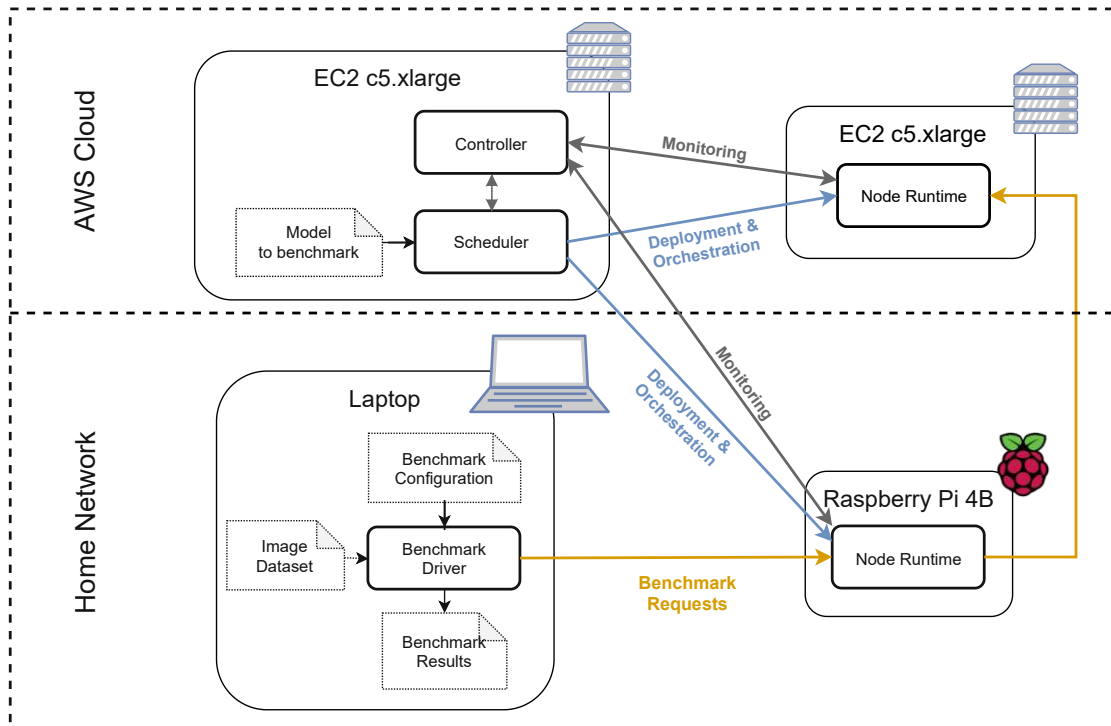 AWS Cloud
EC2 c5.xlarge
Controller
Model
to benchmark
Scheduler
Monitoring
Deployment &
Orchestration
EC2 c5.xlarge
Node Runtime
Home Network
Laptop
Benchmark
Configuration
Image
Dataset
Benchmark
Driver
Benchmark
Results
Monitoring
Deployment &
Orchestration
Benchmark
Requests
Raspberry Pi 4B
Node Runtime